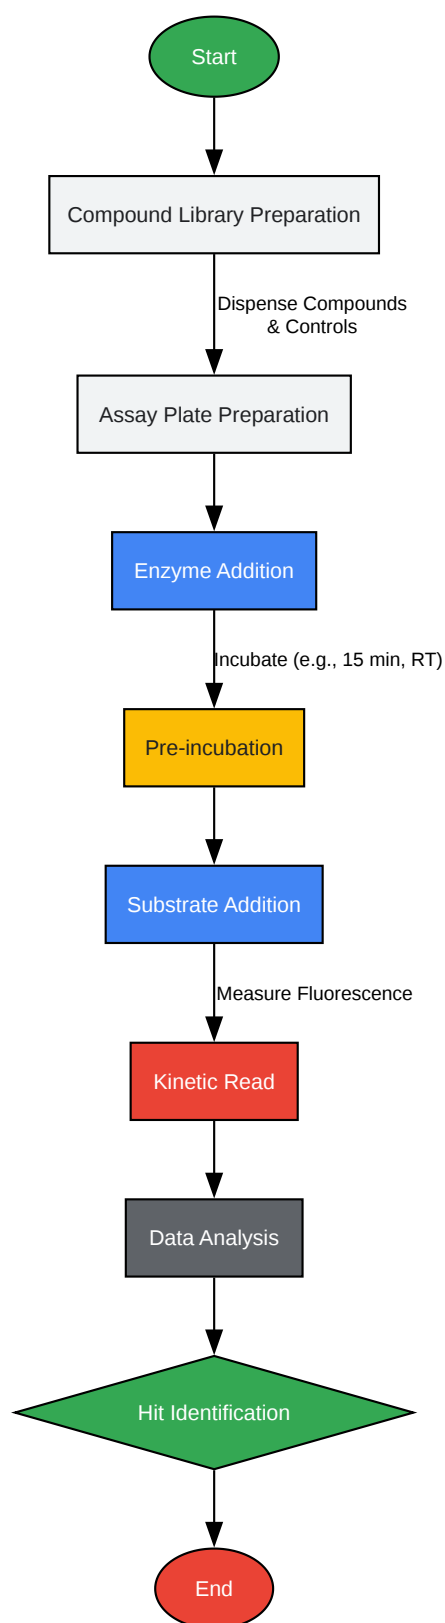 Start
Compound Library Preparation
Dispense Compounds
& Controls
Assay Plate Preparation
Enzyme Addition
Incubate (e.g., 15 min, RT)
Pre-incubation
Substrate Addition
Measure Fluorescence
Kinetic Read
Data Analysis
Hit Identification
End